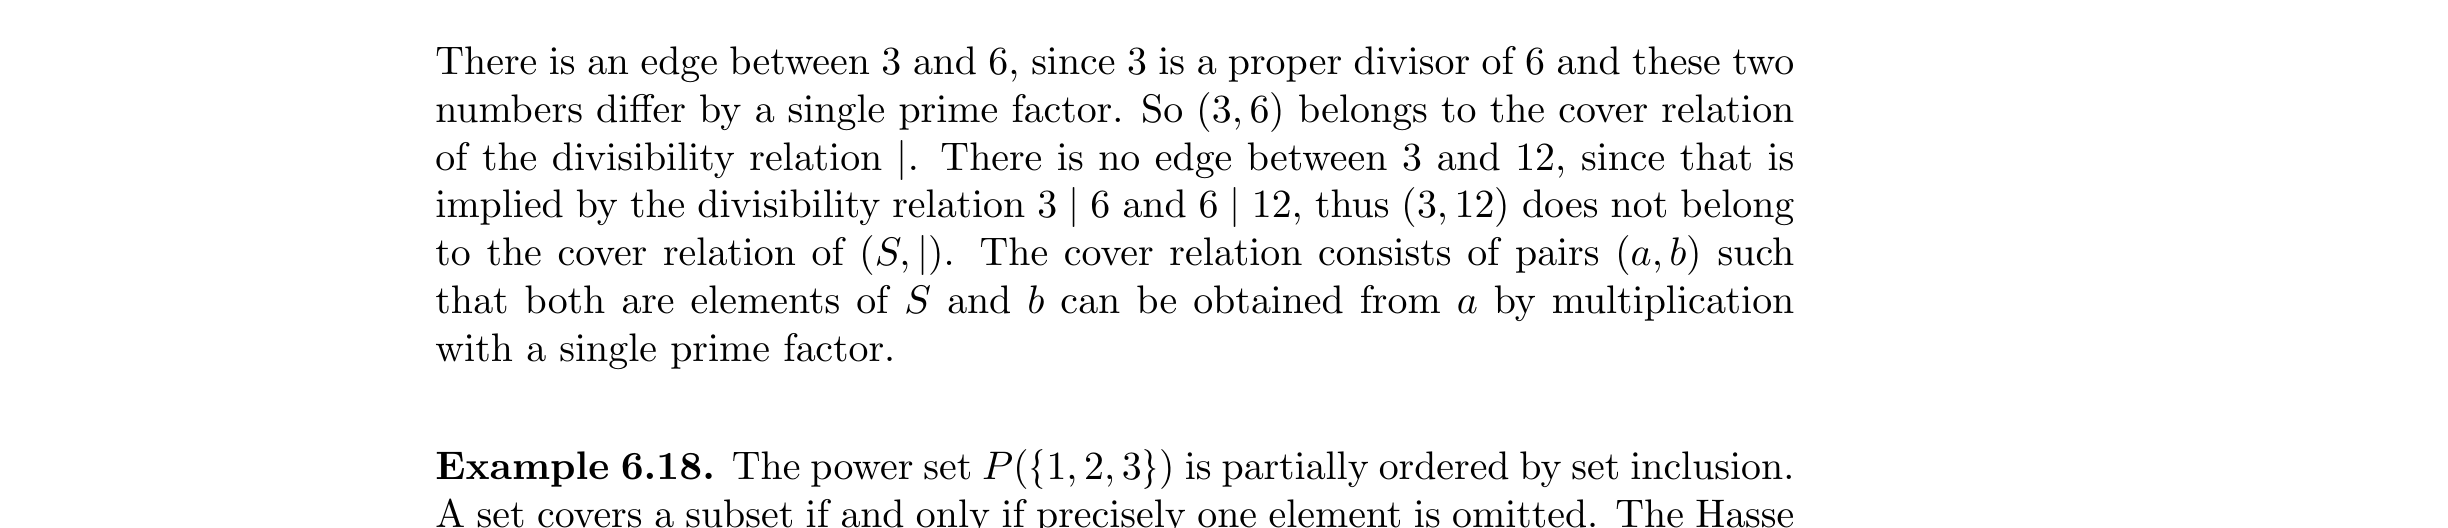 There is an edge between 3 and 6, since 3 is a proper divisor of 6 and these two
numbers differ by a single prime factor. So (3, 6) belongs to the cover relation
of the divisibility relation |. There is no edge between 3 and 12, since that is
implied by the divisibility relation 3 | 6 and 6 | 12, thus (3, 12) does not belong
to the cover relation of (S, |). The cover relation consists of pairs (a, b) such
that both are elements of S and b can be obtained from a by multiplication
with a single prime factor.
Example 6.18. The power set P({1, 2, 3}) is partially ordered by set inclusion.
A set covers a subset if and only if precisely one element is omitted. The Hasse